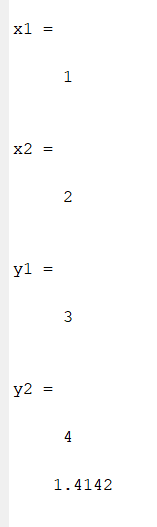 x1 =
1
x2 =
2
y1 =
3
y2 =
4
1.4142